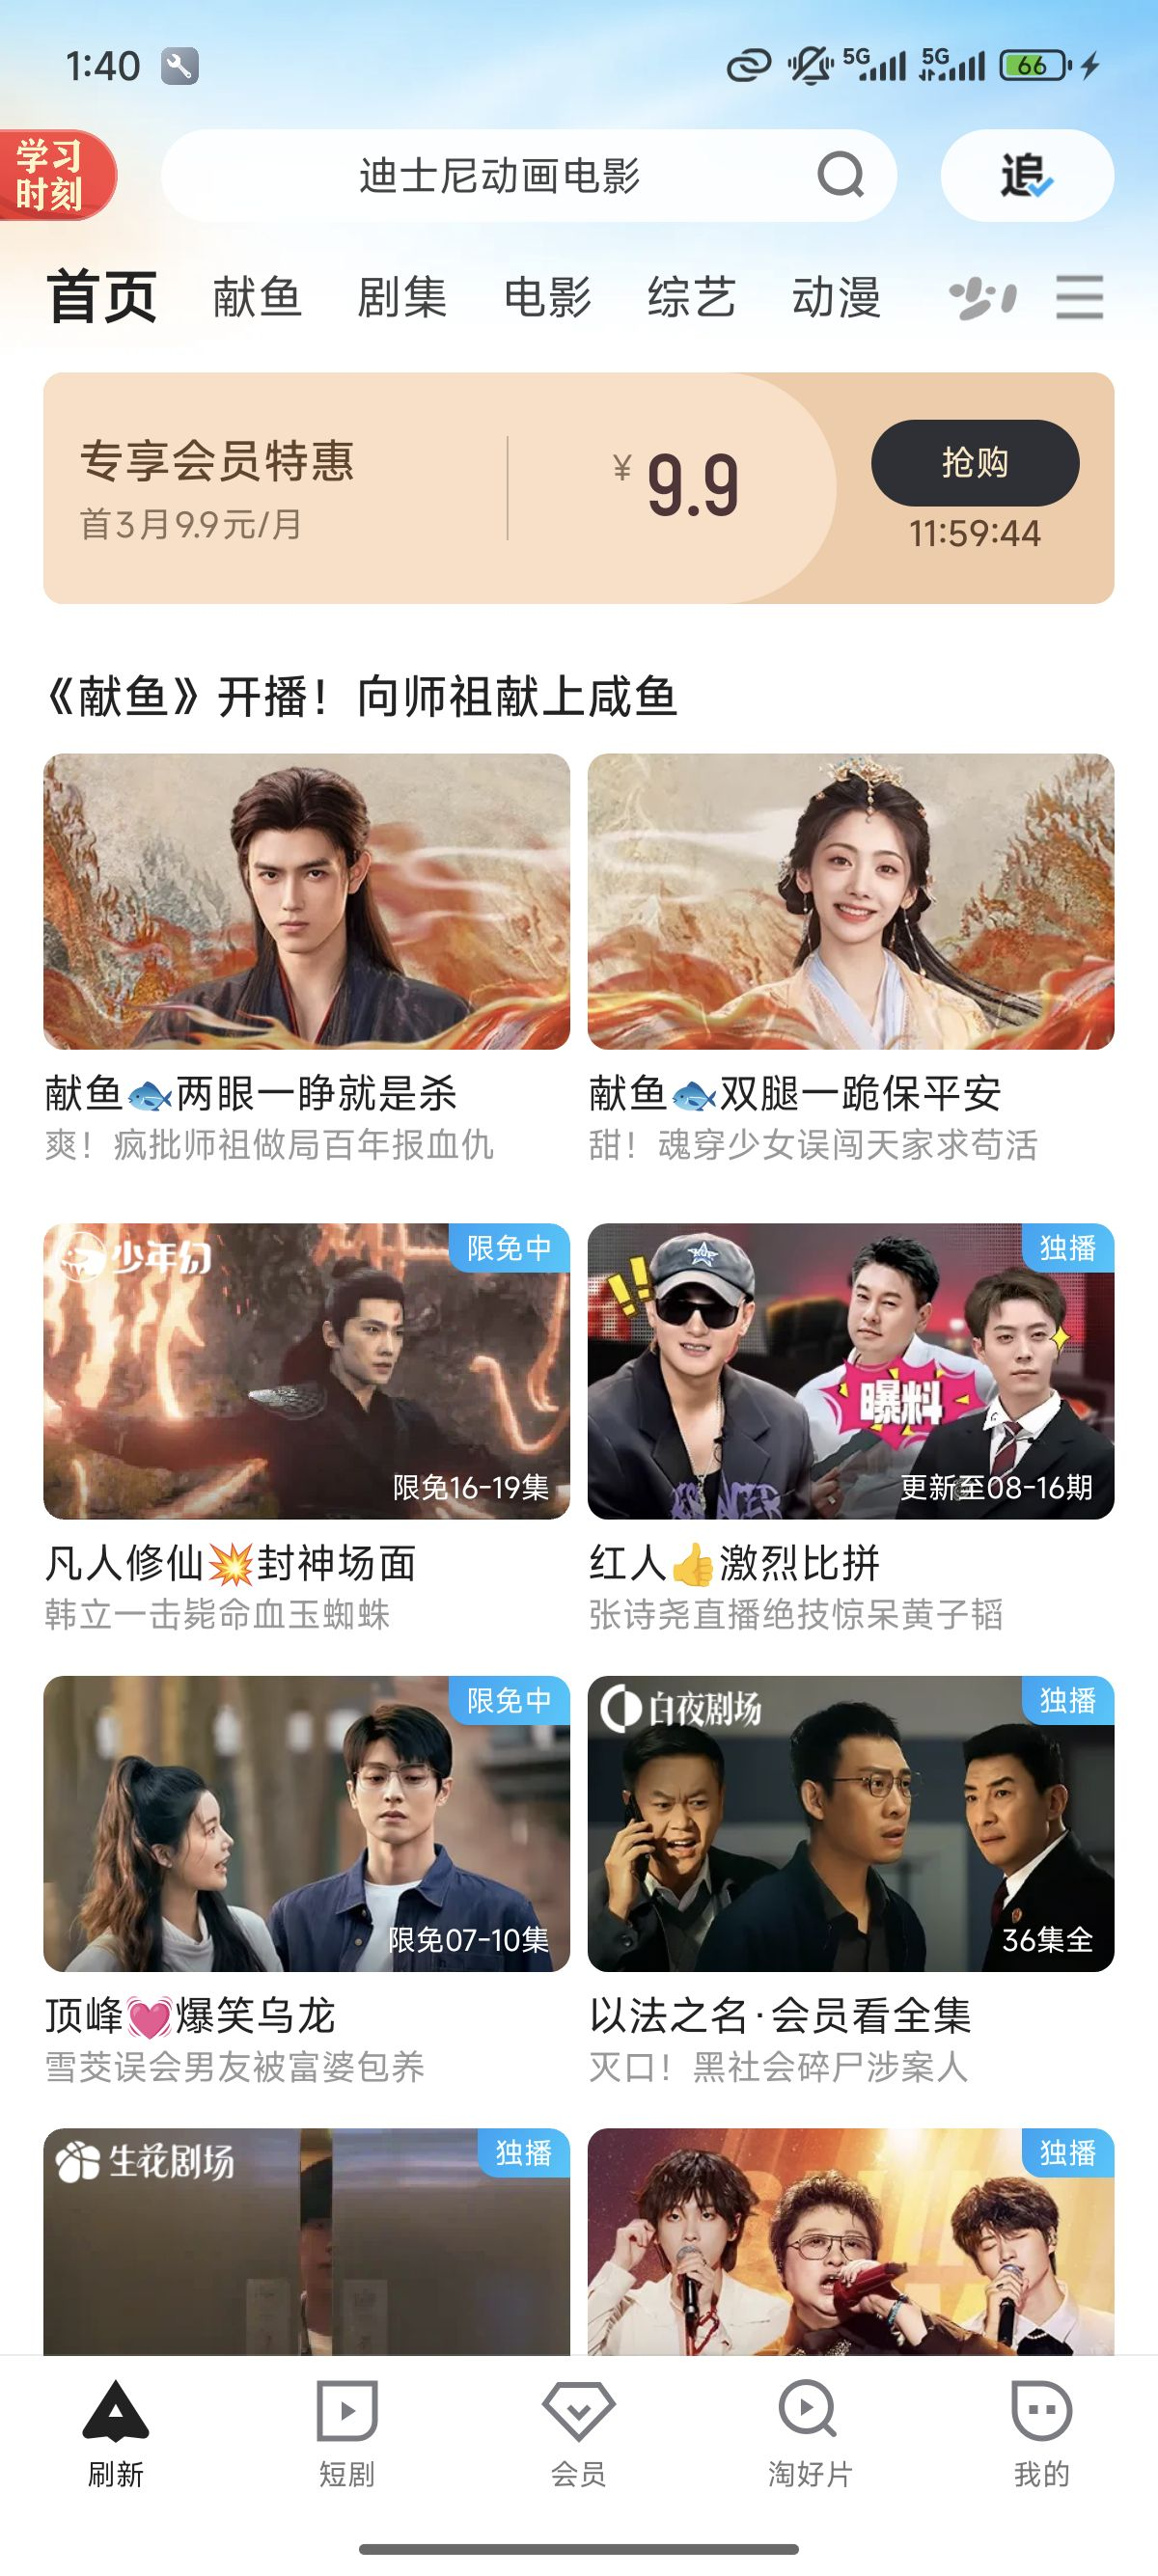 1:40
5G
5G
66
学习
时刻
迪士尼动画电影
追
首页
献鱼
剧集
电影
综艺
动漫
少儿
专享会员特惠
首3月9.9元/月
¥ 9.9
抢购
11:59:44
《献鱼》开播！向师祖献上咸鱼
献鱼🐟两眼一睁就是杀
爽！疯批师祖做局百年报血仇
献鱼🐟双腿一跪保平安
甜！魂穿少女误闯天家求苟活
少年幻
限免中
限免16-19集
凡人修仙💥封神场面
韩立一击毙命血玉蜘蛛
独播
曝料
更新至08-16期
红人👍激烈比拼
张诗尧直播绝技惊呆黄子韬
限免中
限免07-10集
顶峰💓爆笑乌龙
雪茭误会男友被富婆包养
白夜剧场
独播
36集全
以法之名·会员看全集
灭口！黑社会碎尸涉案人
生花剧场
独播
独播
刷新
短剧
会员
淘好片
我的